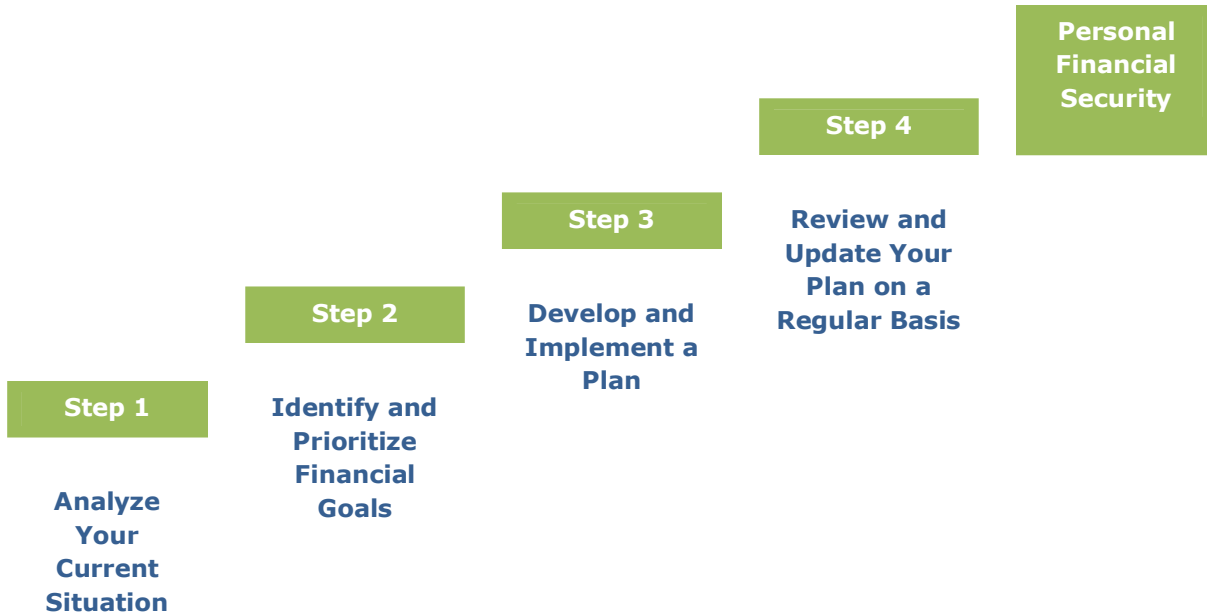 Step 1
Analyze
Your
Current
Situation
Step 2
Identify and
Prioritize
Financial
Goals
Step 3
Develop and
Implement a
Plan
Step 4
Review and
Update Your
Plan on a
Regular Basis
Personal
Financial
Security